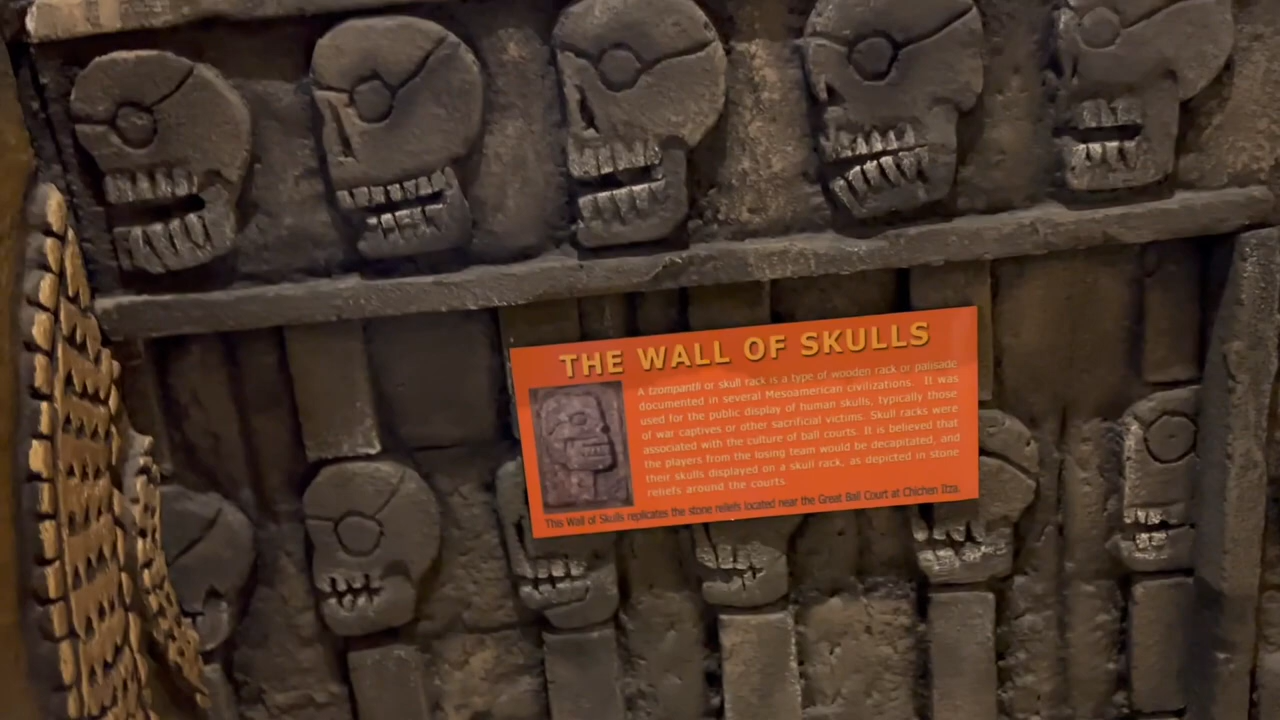 THE WALL OF SKULLS
A tzompantli or skull rack is a type of wooden rack or palisade
documented in several Mesoamerican civilizations. It was
used for the public display of human skulls, typically those
of war captives or other sacrificial victims. Skull racks were
associated with the culture of ball courts. It is believed that
the players from the losing team would be decapitated, and
their skulls displayed on a skull rack, as depicted in stone
reliefs around the courts.
This Wall of Skulls replicates the stone reliefs located near the Great Ball Court at Chichen Itza.